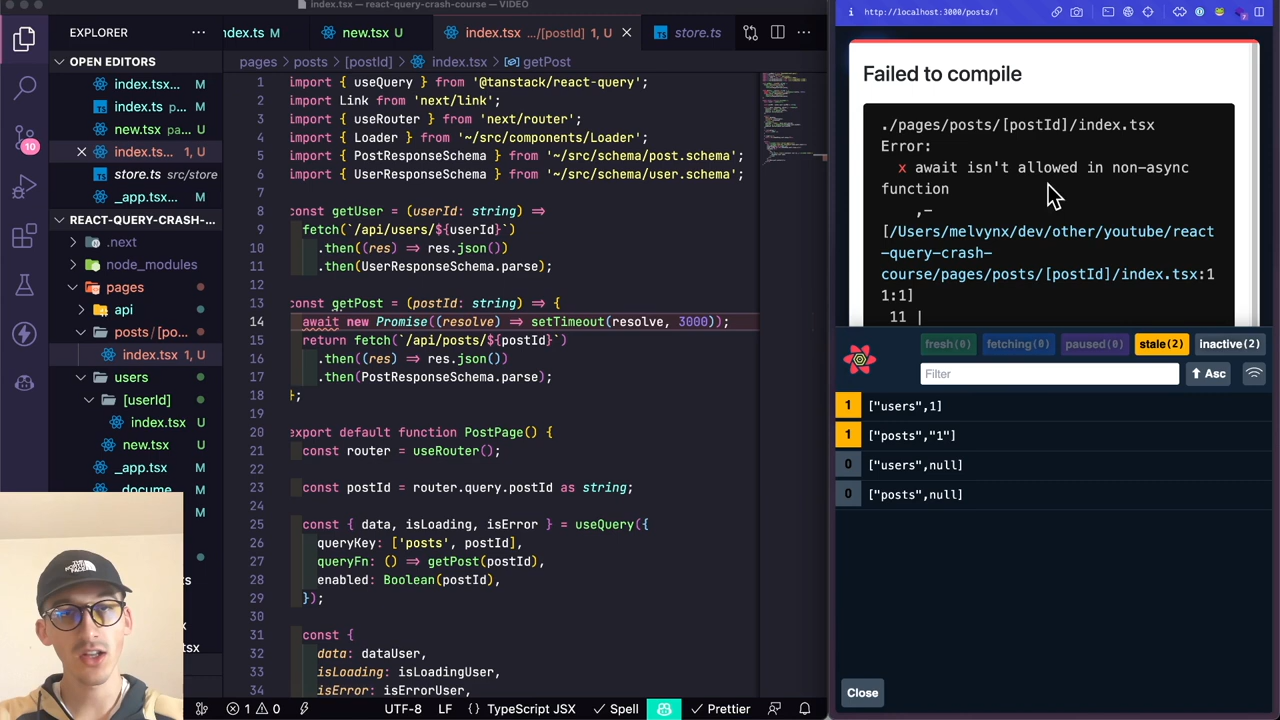 index.tsx — react-query-crash-course — VIDEO
EXPLORER
OPEN EDITORS
index.tsx... M
index.ts p... M
new.tsx pa... U
index.ts... 1, U
store.ts src/store
_app.tsx... M
REACT-QUERY-CRASH-...
.next
node_modules
pages
api
posts/[po...
index.tsx 1, U
users
[userId]
index.tsx U
new.tsx U
_app.tsx M
_docume...
M
10
ndex.ts M
new.tsx U
index.tsx .../[postId] 1, U
store.ts
pages > posts > [postId] > index.tsx > getPost
1 import { useQuery } from '@tanstack/react-query';
2 import Link from 'next/link';
3 import { useRouter } from 'next/router';
4 import { Loader } from '~/src/components/Loader';
5 import { PostResponseSchema } from '~/src/schema/post.schema';
6 import { UserResponseSchema } from '~/src/schema/user.schema';
7
8 const getUser = (userId: string) =>
9 fetch(`/api/users/${userId}`)
10 .then((res) => res.json())
11 .then(UserResponseSchema.parse);
12
13 const getPost = (postId: string) => {
14 await new Promise((resolve) => setTimeout(resolve, 3000));
15 return fetch(`/api/posts/${postId}`)
16 .then((res) => res.json())
17 .then(PostResponseSchema.parse);
18 };
19
20 export default function PostPage() {
21 const router = useRouter();
22
23 const postId = router.query.postId as string;
24
25 const { data, isLoading, isError } = useQuery({
26 queryKey: ['posts', postId],
27 queryFn: () => getPost(postId),
28 enabled: Boolean(postId),
29 });
30
31 const {
32 data: dataUser,
33 isLoading: isLoadingUser,
34 isError: isErrorUser,
1 0 UTF-8 LF {} TypeScript JSX Spell Prettier
http://localhost:3000/posts/1
7
Failed to compile
./pages/posts/[postId]/index.tsx
Error:
x await isn't allowed in non-async
function
,–
[/Users/melvynx/dev/other/youtube/react
-query-crash-
course/pages/posts/[postId]/index.tsx:1
1:1]
11 |
fresh(0) fetching(0) paused(0) stale(2) inactive(2)
Filter
Asc
1 ["users",1]
1 ["posts","1"]
0 ["users",null]
0 ["posts",null]
Close